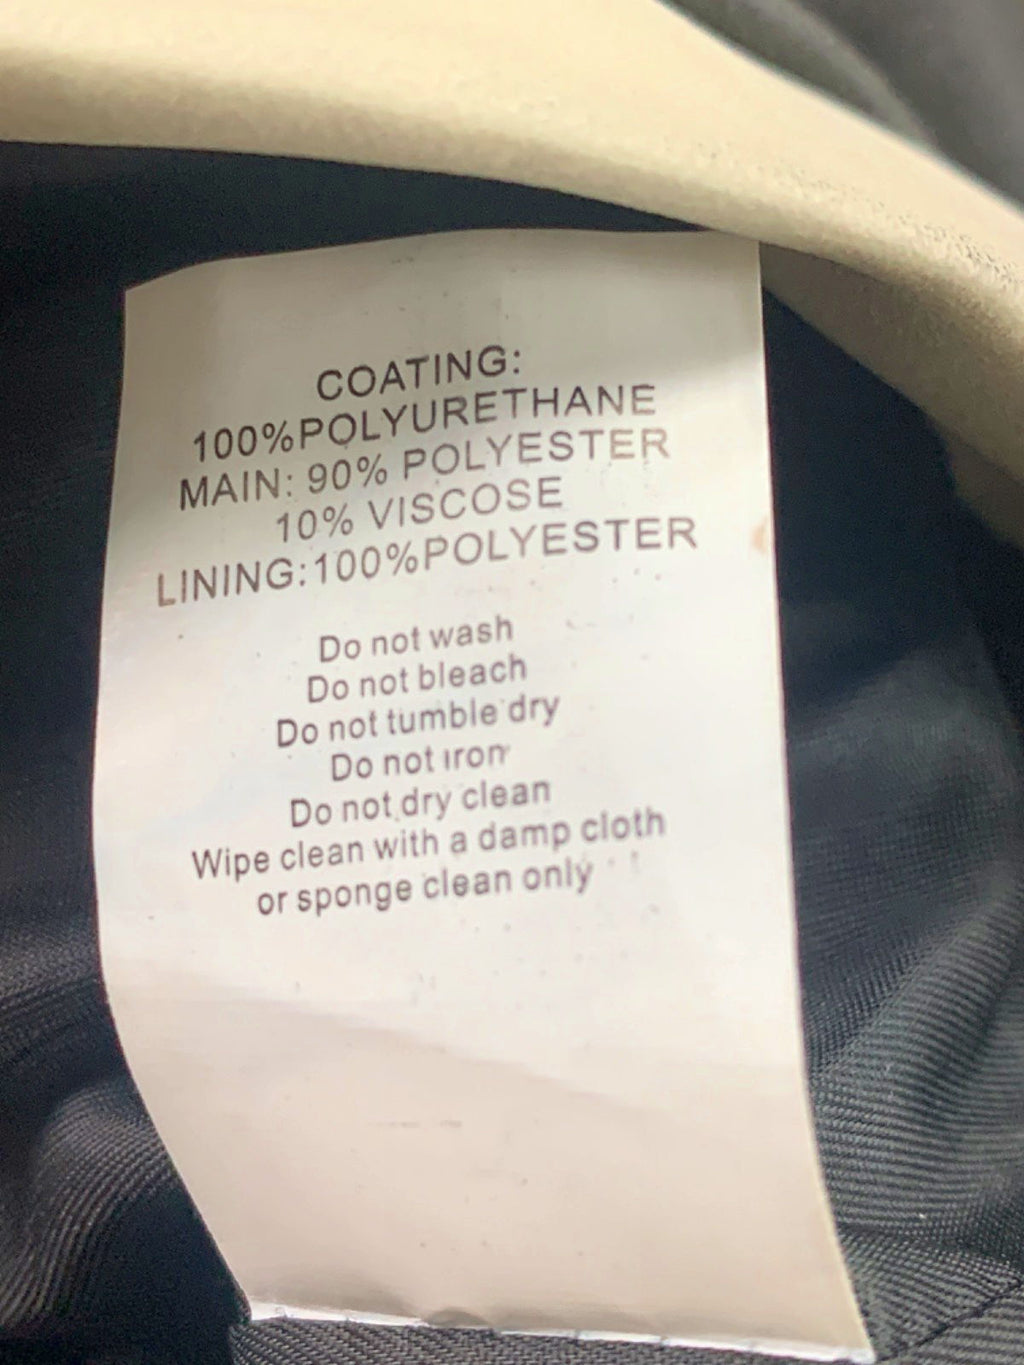 COATING:
100%POLYURETHANE
MAIN: 90% POLYESTER
10% VISCOSE
LINING:100%POLYESTER
Do not wash
Do not bleach
Do not tumble dry
Do not iron
Do not dry clean
Wipe clean with a damp cloth
or sponge clean only